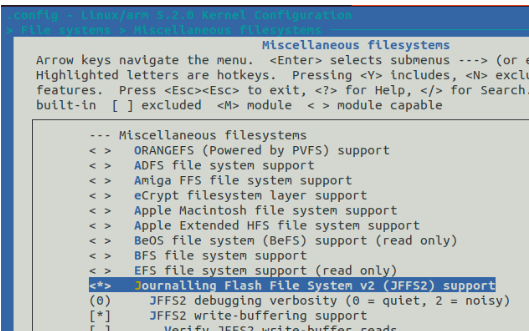 .config - Linux/arm 5.2.0 Kernel Configuration
> File systems > Miscellaneous filesystems
Miscellaneous filesystems
Arrow keys navigate the menu. <Enter> selects submenus ---> (or
Highlighted letters are hotkeys. Pressing <Y> includes, <N> exclu
features. Press <Esc><Esc> to exit, <?> for Help, </> for Search.
built-in [ ] excluded <M> module < > module capable
--- Miscellaneous filesystems
< > ORANGEFS (Powered by PVFS) support
< > ADFS file system support
< > Amiga FFS file system support
< > eCrypt filesystem layer support
< > Apple Macintosh file system support
< > Apple Extended HFS file system support
< > BeOS file system (BeFS) support (read only)
< > BFS file system support
< > EFS file system support (read only)
<*> Journalling Flash File System v2 (JFFS2) support
(0) JFFS2 debugging verbosity (0 = quiet, 2 = noisy)
[*] JFFS2 write-buffering support
[ ] Verify JFFS2 write-buffer reads